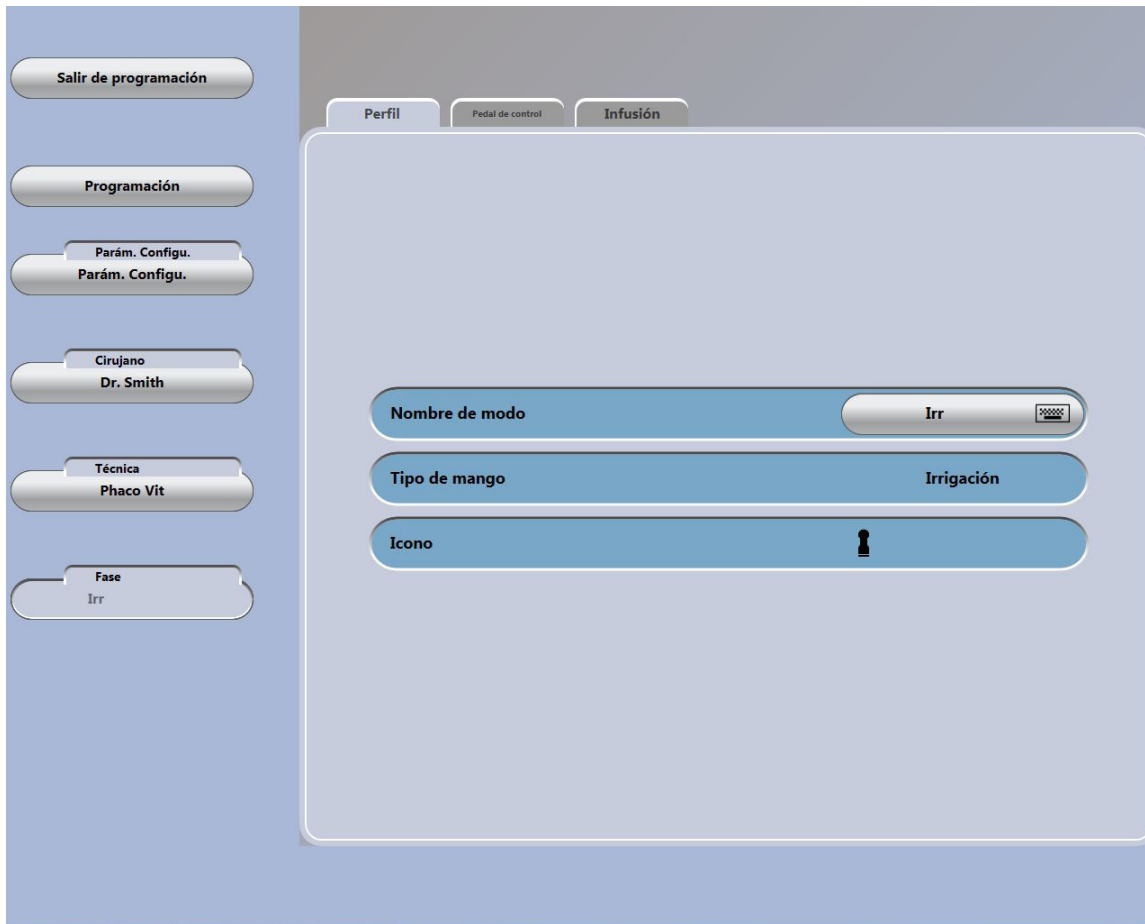 Salir de programación
Programación
Parám. Configu.
Parám. Configu.
Cirujano
Dr. Smith
Técnica
Phaco Vit
Fase
Irr
Perfil
Pedal de control
Infusión
Nombre de modo
Irr
Tipo de mango
Irrigación
Icono